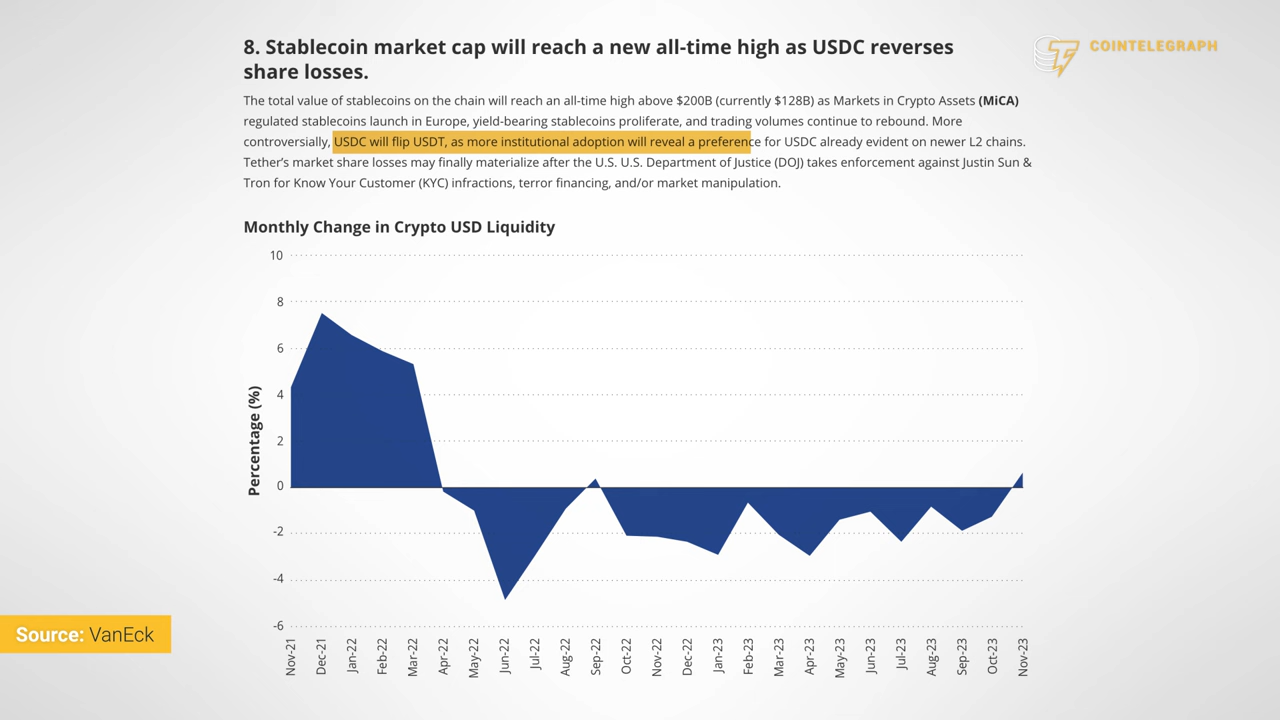 8. Stablecoin market cap will reach a new all-time high as USDC reverses
share losses.
COINTELEGRAPH
The total value of stablecoins on the chain will reach an all-time high above $200B (currently $128B) as Markets in Crypto Assets (MiCA)
regulated stablecoins launch in Europe, yield-bearing stablecoins proliferate, and trading volumes continue to rebound. More
controversially, USDC will flip USDT, as more institutional adoption will reveal a preference for USDC already evident on newer L2 chains.
Tether's market share losses may finally materialize after the U.S. U.S. Department of Justice (DOJ) takes enforcement against Justin Sun &
Tron for Know Your Customer (KYC) infractions, terror financing, and/or market manipulation.
Monthly Change in Crypto USD Liquidity
Percentage (%)
10
8
6
4
2
0
-2
-4
-6
Nov-21
Dec-21
Jan-22
Feb-22
Mar-22
Apr-22
May-22
Jun-22
Jul-22
Aug-22
Sep-22
Oct-22
Nov-22
Dec-22
Jan-23
Feb-23
Mar-23
Apr-23
May-23
Jun-23
Jul-23
Aug-23
Sep-23
Oct-23
Nov-23
Source: VanEck